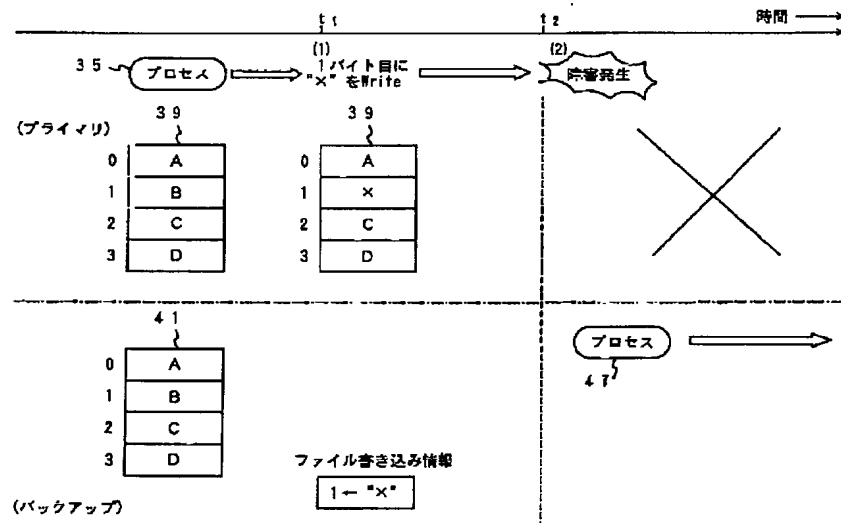 t1
t2
時間
(1)
(2)
35
プロセス
1バイト目に
"×"をWrite
障害発生
(プライマリ)
39
39
0 A
1 B
2 C
3 D
0 A
1 ×
2 C
3 D
41
プロセス
47
0 A
1 B
2 C
3 D
ファイル書き込み情報
1← "×"
(バックアップ)